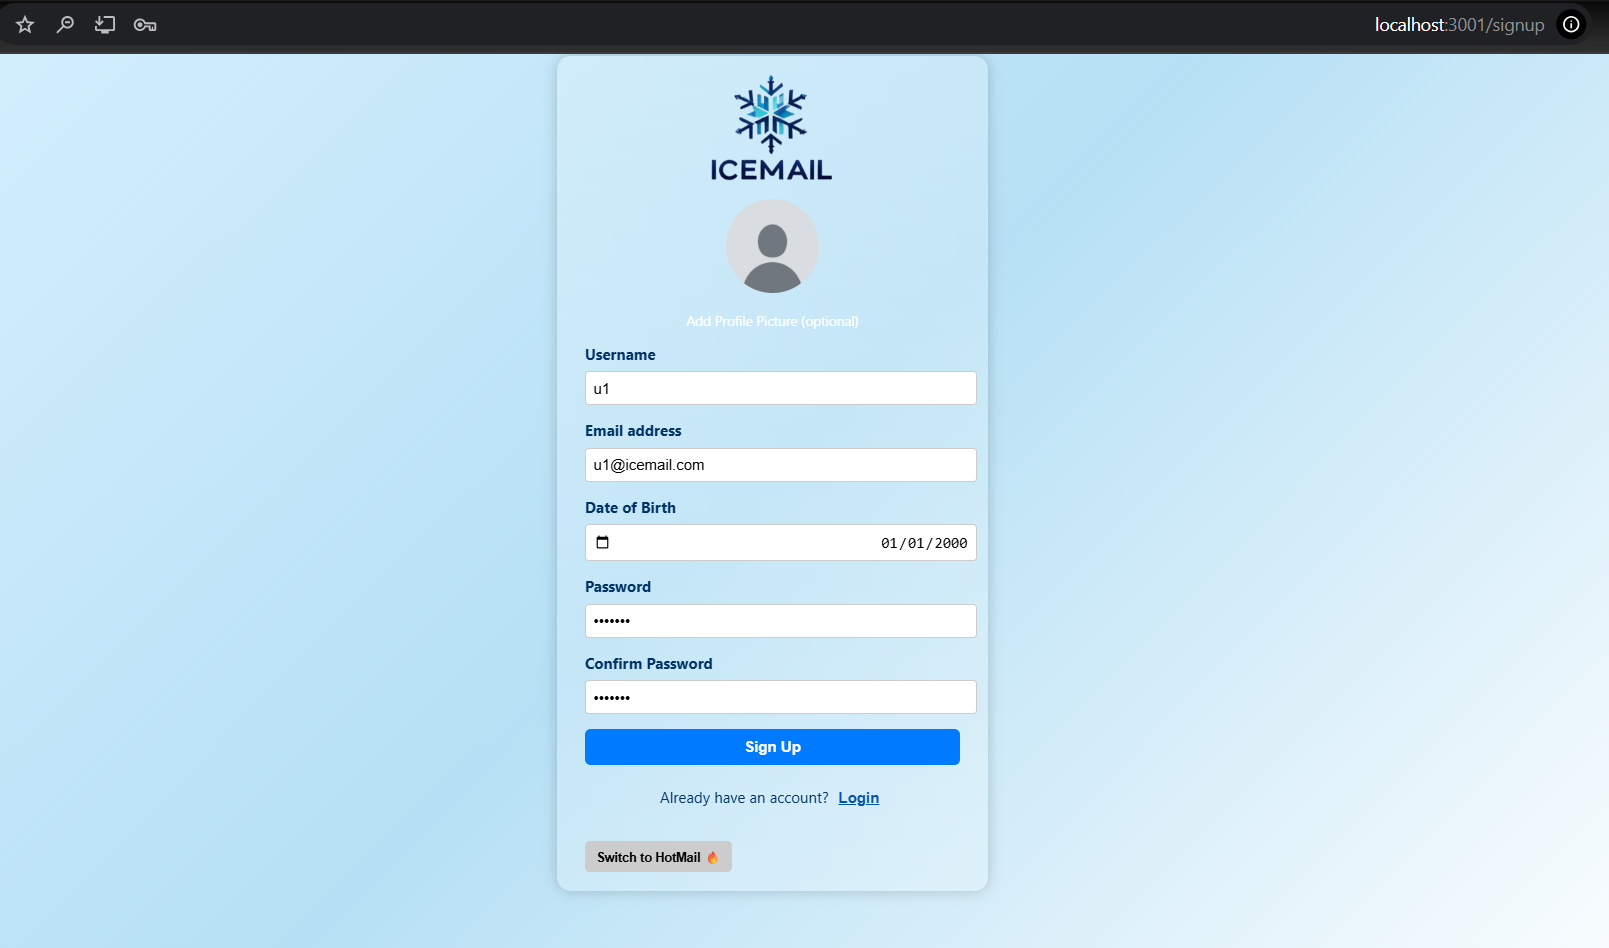 localhost:3001/signup
ICEMAIL
Add Profile Picture (optional)
Username
u1
Email address
u1@icemail.com
Date of Birth
01/01/2000
Password
•••••••
Confirm Password
•••••••
Sign Up
Already have an account? Login
Switch to HotMail 🔥